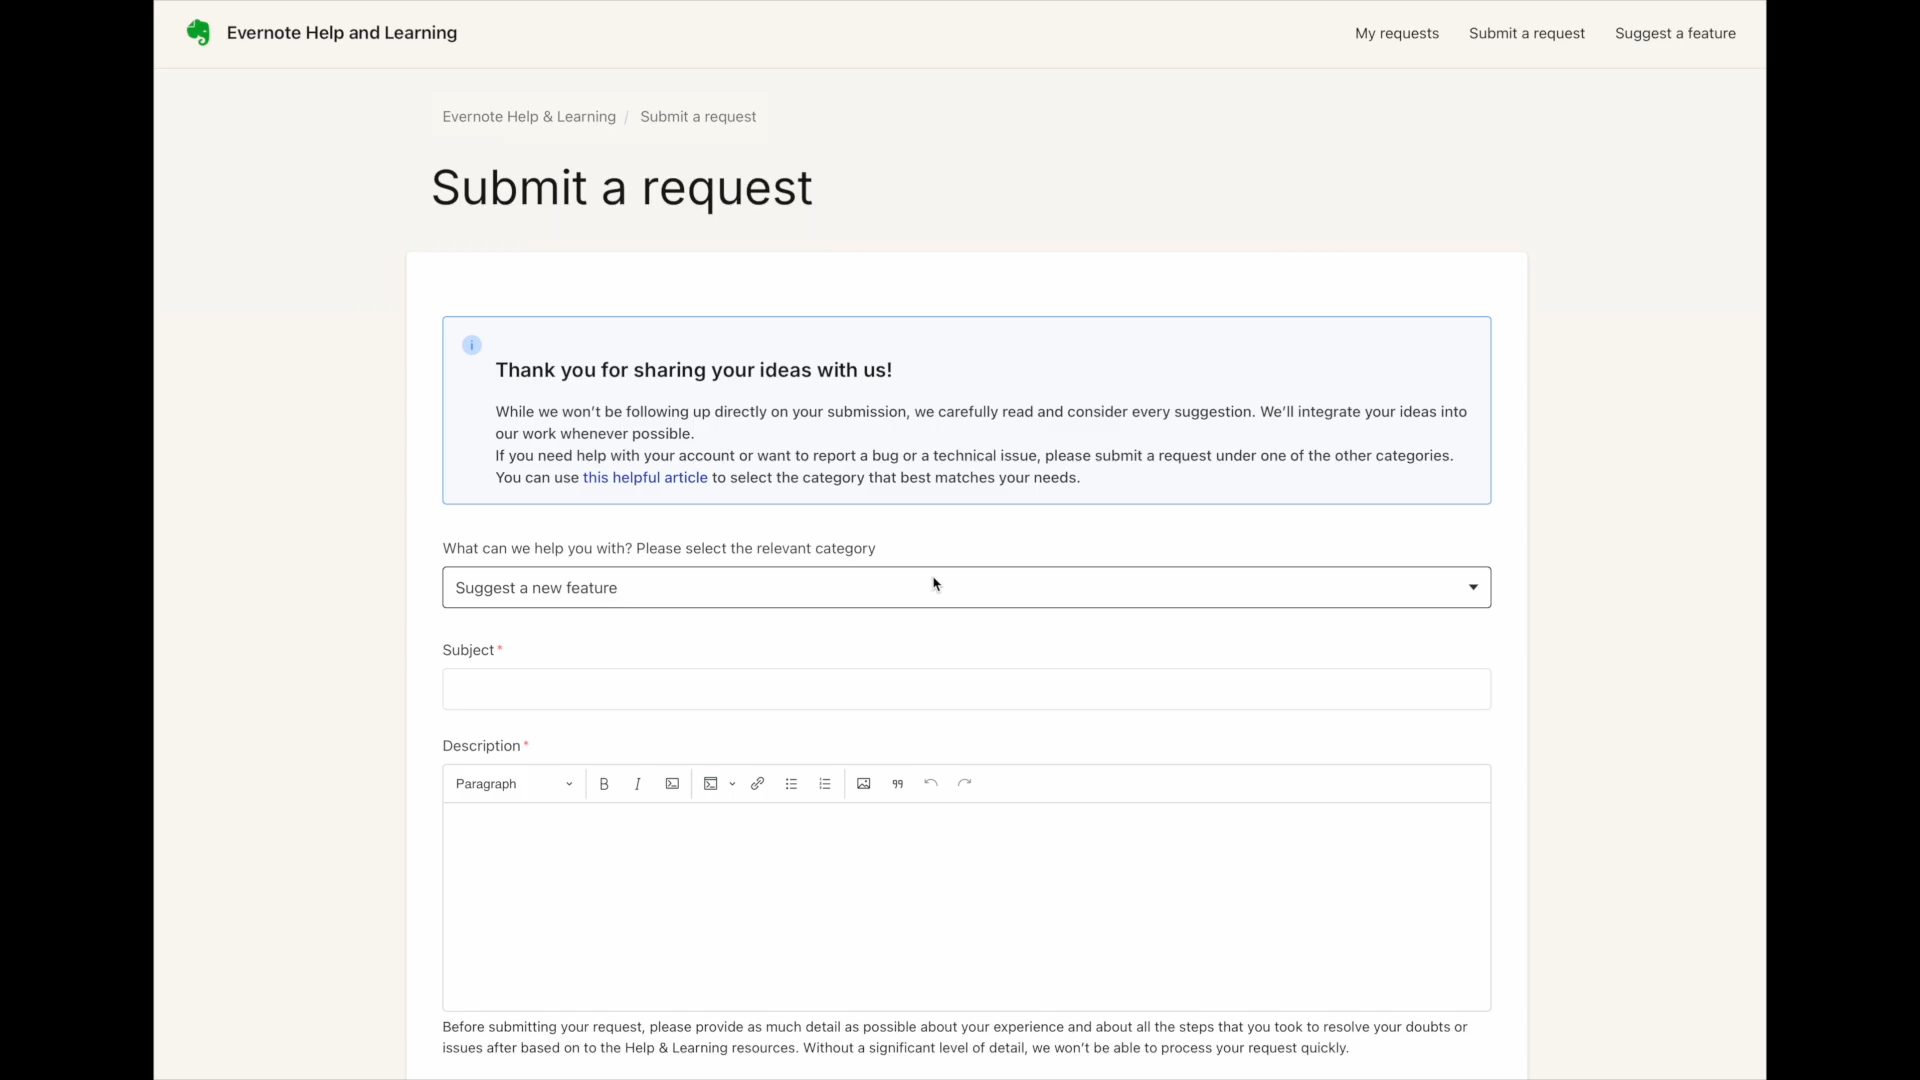 Evernote Help and Learning
My requests
Submit a request
Suggest a feature
Evernote Help & Learning / Submit a request
Submit a request
Thank you for sharing your ideas with us!
While we won’t be following up directly on your submission, we carefully read and consider every suggestion. We’ll integrate your ideas into
our work whenever possible.
If you need help with your account or want to report a bug or a technical issue, please submit a request under one of the other categories.
You can use this helpful article to select the category that best matches your needs.
What can we help you with? Please select the relevant category
Suggest a new feature
Subject*
Description*
Paragraph
Before submitting your request, please provide as much detail as possible about your experience and about all the steps that you took to resolve your doubts or
issues after based on to the Help & Learning resources. Without a significant level of detail, we won’t be able to process your request quickly.